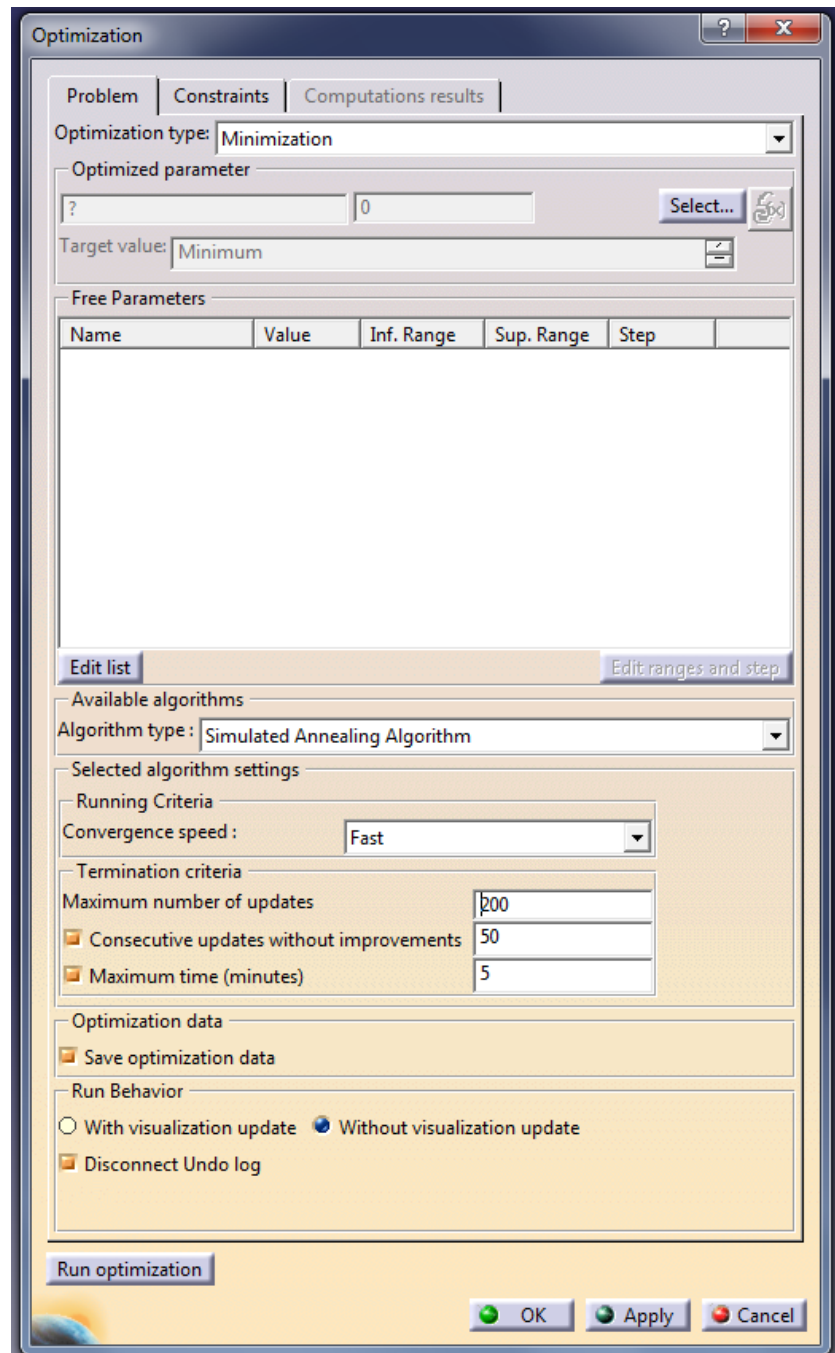 Optimization
Problem Constraints Computations results
Optimization type: Minimization
Optimized parameter
? 0 Select...
Target value: Minimum
Free Parameters
Name Value Inf. Range Sup. Range Step
Edit list Edit ranges and step
Available algorithms
Algorithm type : Simulated Annealing Algorithm
Selected algorithm settings
Running Criteria
Convergence speed : Fast
Termination criteria
Maximum number of updates 200
Consecutive updates without improvements 50
Maximum time (minutes) 5
Optimization data
Save optimization data
Run Behavior
With visualization update Without visualization update
Disconnect Undo log
Run optimization
OK Apply Cancel